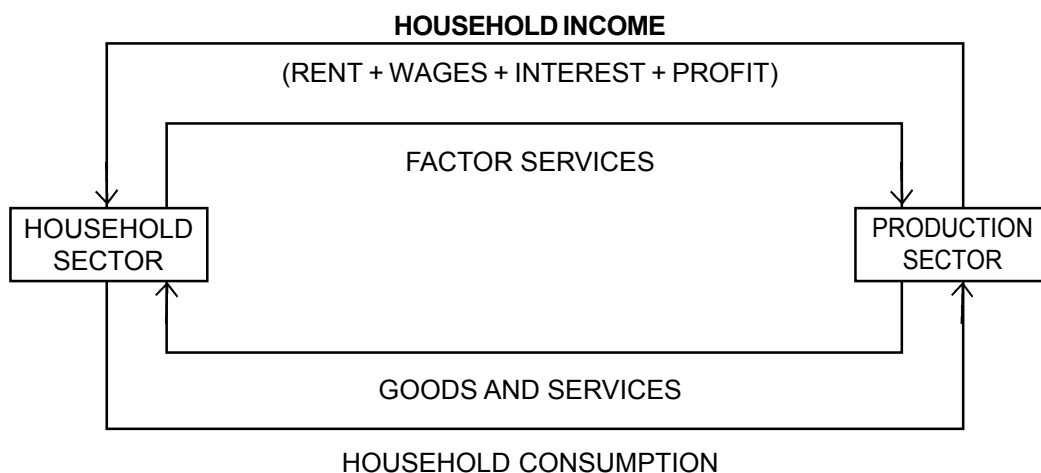 HOUSEHOLD INCOME
(RENT + WAGES + INTEREST + PROFIT)
FACTOR SERVICES
HOUSEHOLD
SECTOR
PRODUCTION
SECTOR
GOODS AND SERVICES
HOUSEHOLD CONSUMPTION